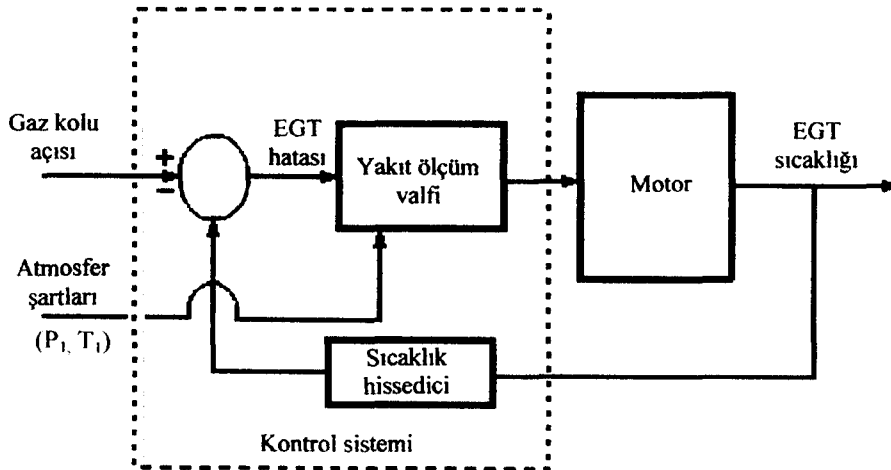 Gaz kolu
açısı
+
−
EGT
hatası
Yakıt ölçüm
valfi
Motor
EGT
sıcaklığı
Atmosfer
şartları
(P1, T1)
Sıcaklık
hissedici
Kontrol sistemi